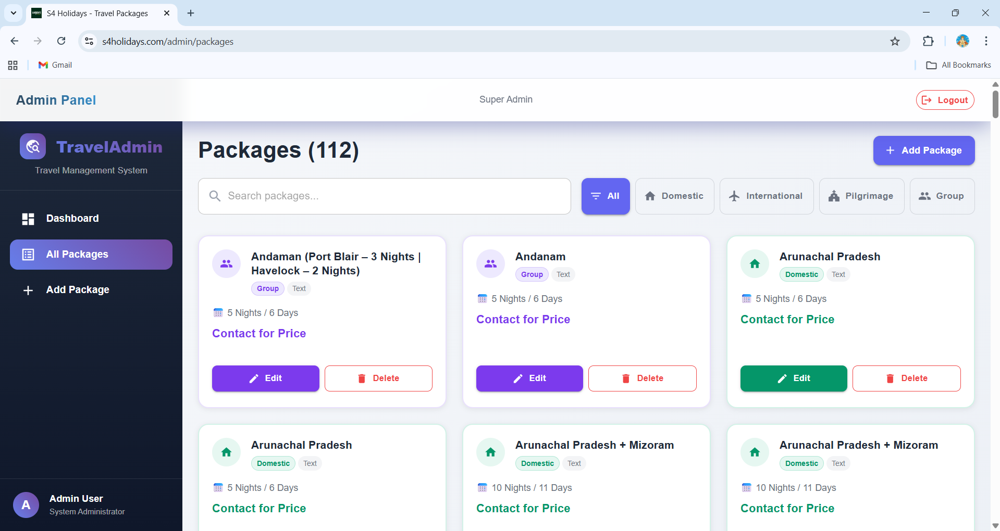 S4 Holidays - Travel Packages
s4holidays.com/admin/packages
Gmail
All Bookmarks
Admin Panel
Super Admin
Logout
TravelAdmin
Travel Management System
Dashboard
All Packages
Add Package
Admin User
System Administrator
A
Packages (112)
Add Package
Search packages...
All
Domestic
International
Pilgrimage
Group
Andaman (Port Blair – 3 Nights |
Havelock – 2 Nights)
Group
Text
5 Nights / 6 Days
Contact for Price
Edit
Delete
Andanam
Group
Text
5 Nights / 6 Days
Contact for Price
Edit
Delete
Arunachal Pradesh
Domestic
Text
5 Nights / 6 Days
Contact for Price
Edit
Delete
Arunachal Pradesh
Domestic
Text
5 Nights / 6 Days
Contact for Price
Arunachal Pradesh + Mizoram
Domestic
Text
10 Nights / 11 Days
Contact for Price
Arunachal Pradesh + Mizoram
Domestic
Text
10 Nights / 11 Days
Contact for Price